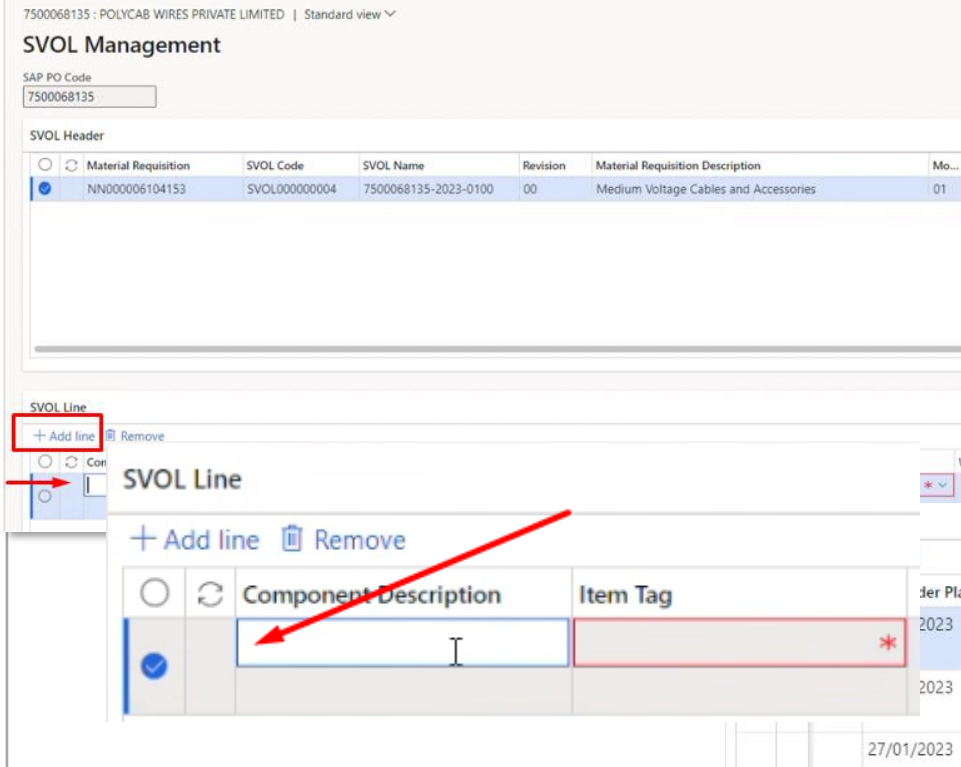 7500068135 : POLYCAB WIRES PRIVATE LIMITED | Standard view
SVOL Management
SAP PO Code
7500068135
SVOL Header
Material Requisition SVOL Code SVOL Name Revision Material Requisition Description Mo...
NN000006104153 SVOL000000004 7500068135-2023-0100 00 Medium Voltage Cables and Accessories 01
SVOL Line
+ Add line Remove
SVOL Line
+ Add line Remove
Component Description Item Tag
*
*
2023
2023
27/01/2023